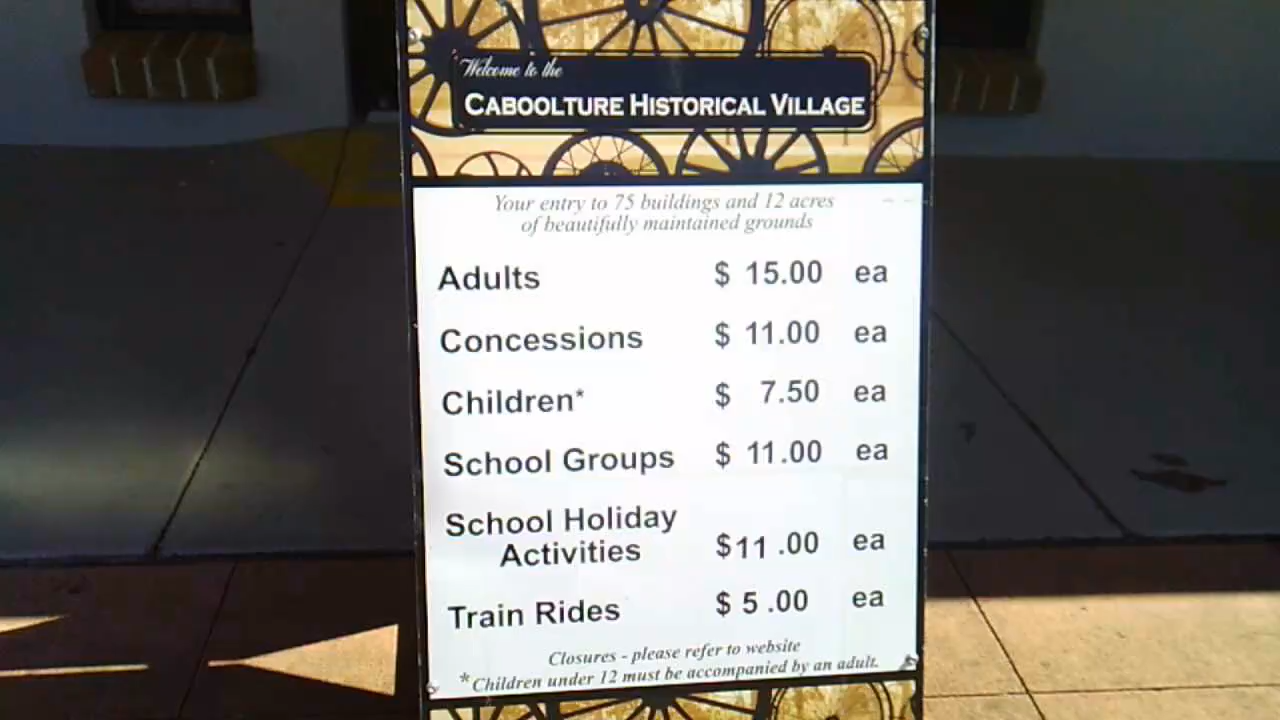 Welcome to the
CABOOLTURE HISTORICAL VILLAGE
Your entry to 75 buildings and 12 acres
of beautifully maintained grounds
Adults $ 15.00 ea
Concessions $ 11.00 ea
Children* $ 7.50 ea
School Groups $ 11.00 ea
School Holiday
Activities $11.00 ea
Train Rides $ 5.00 ea
Closures - please refer to website
*Children under 12 must be accompanied by an adult.